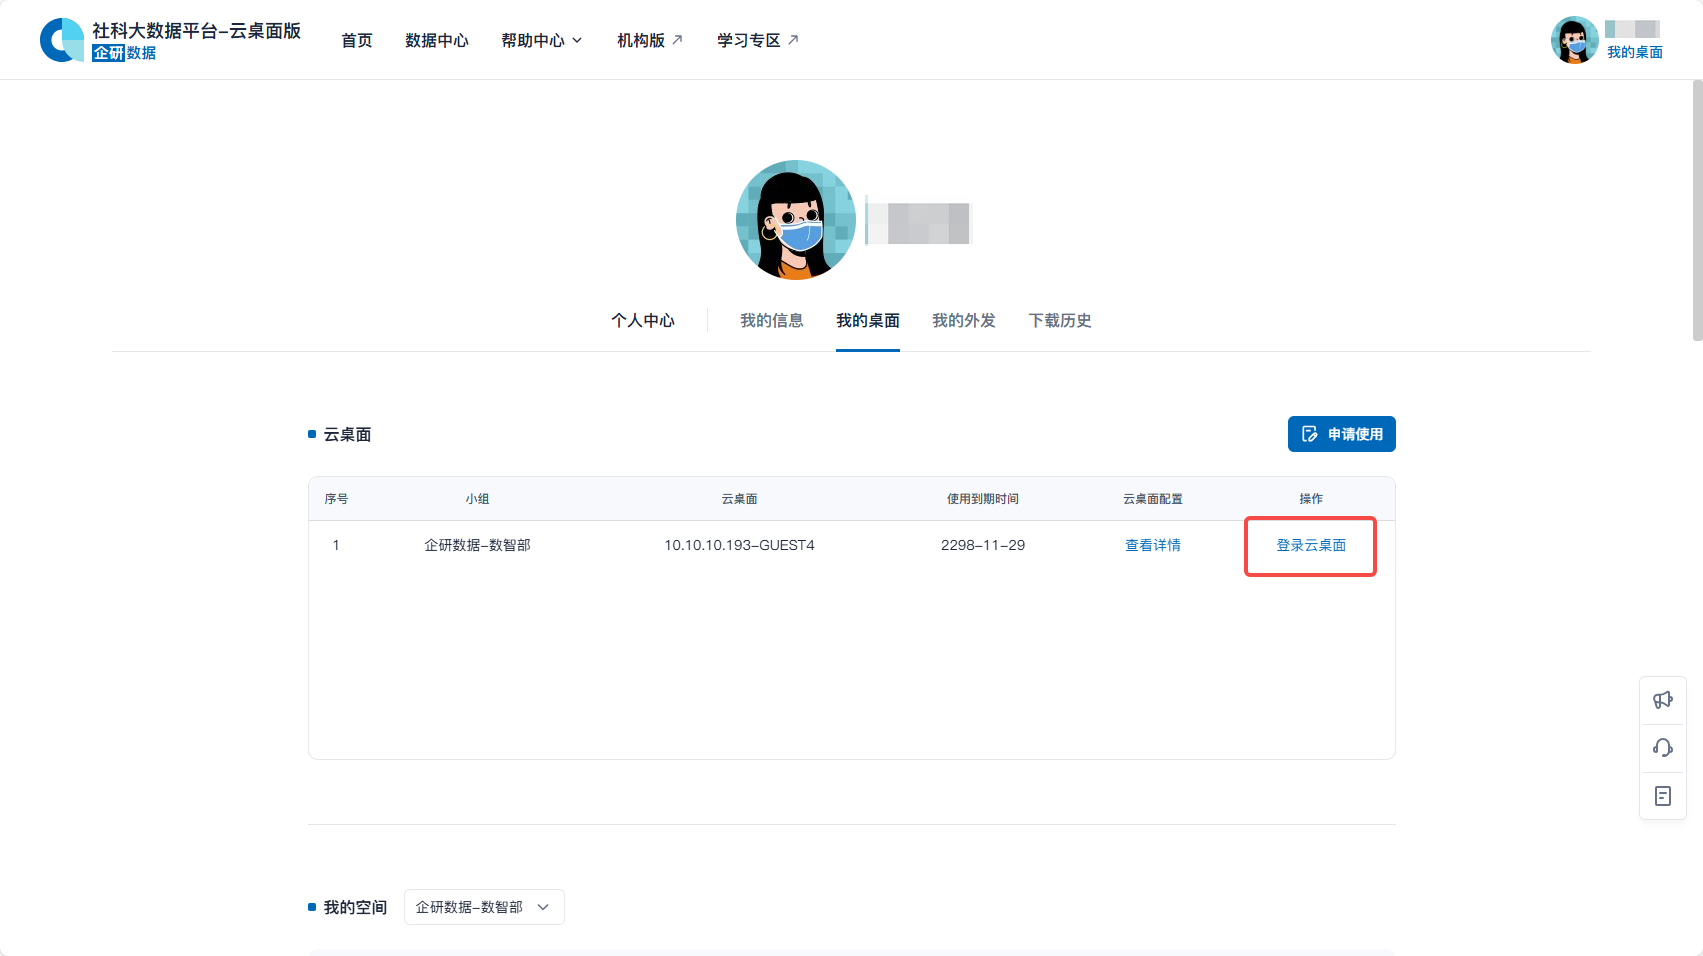 社科大数据平台-云桌面版
企研数据
首页
数据中心
帮助中心
机构版
学习专区
我的桌面
个人中心
我的信息
我的桌面
我的外发
下载历史
云桌面
申请使用
序号 小组 云桌面 使用到期时间 云桌面配置 操作
1 企研数据-数智部 10.10.10.193-GUEST4 2298-11-29 查看详情 登录云桌面
我的空间
企研数据-数智部